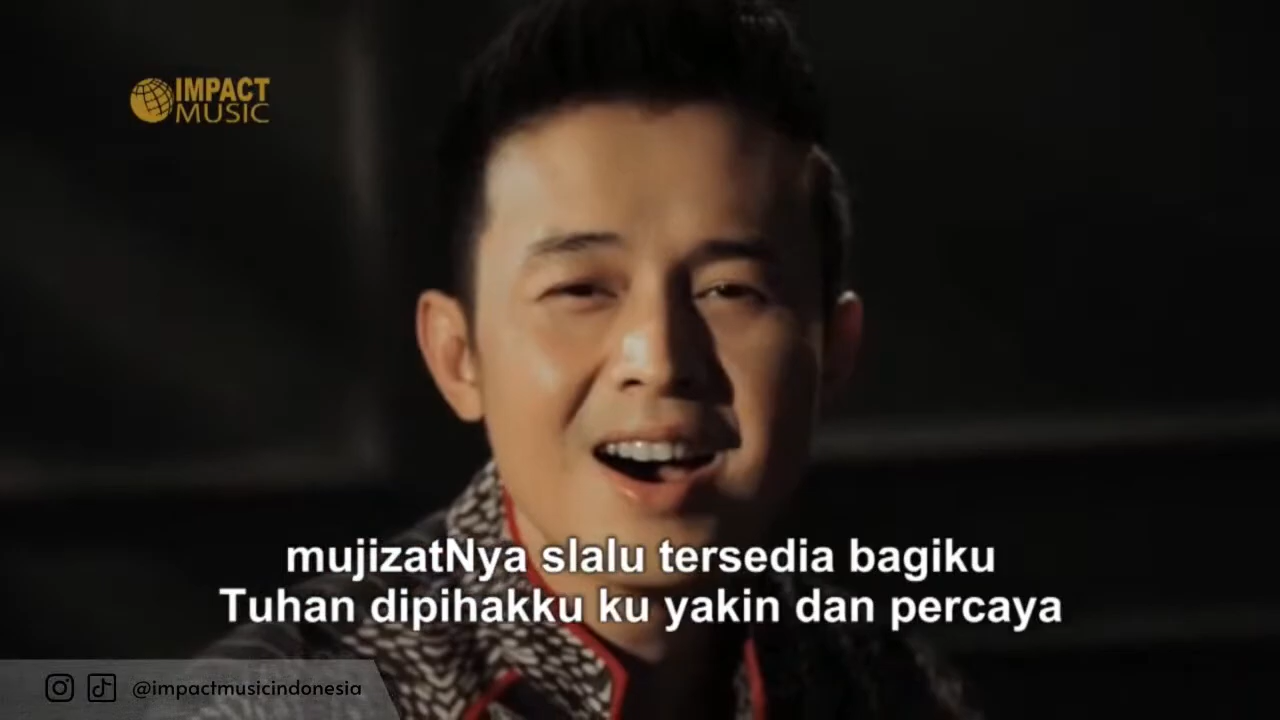 IMPACT
MUSIC
mujizatNya slalu tersedia bagiku
Tuhan dipihakku ku yakin dan percaya
@impactmusicindonesia